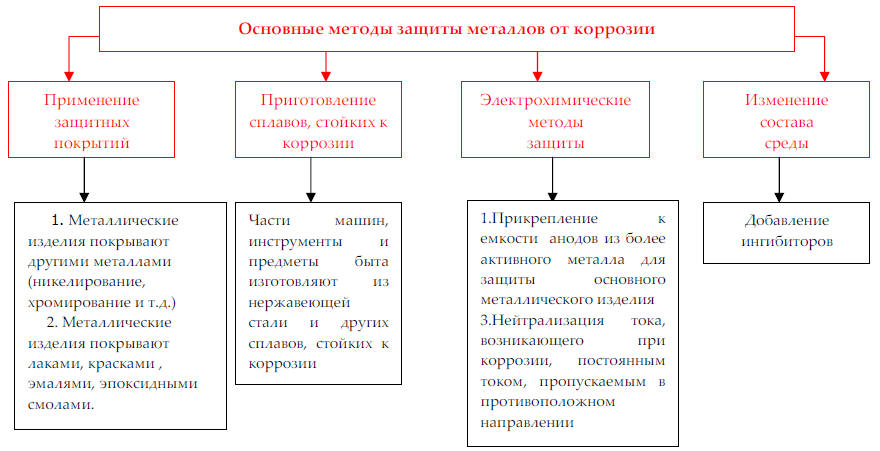 Основные методы защиты металлов от коррозии
Применение
защитных
покрытий
Приготовление
сплавов, стойких к
коррозии
Электрохимические
методы
защиты
Изменение
состава
среды
1. Металлические
изделия покрывают
другими металлами
(никелирование,
хромирование и т.д.)
2. Металлические
изделия покрывают
лаками, красками ,
эмалями, эпоксидными
смолами.
Части машин,
инструменты и
предметы быта
изготовляют из
нержавеющей
стали и других
сплавов, стойких к
коррозии
1.Прикрепление к
емкости анодов из более
активного металла для
защиты основного
металлического изделия
3.Нейтрализация тока,
возникающего при
коррозии, постоянным
током, пропускаемым в
противоположном
направлении
Добавление
ингибиторов